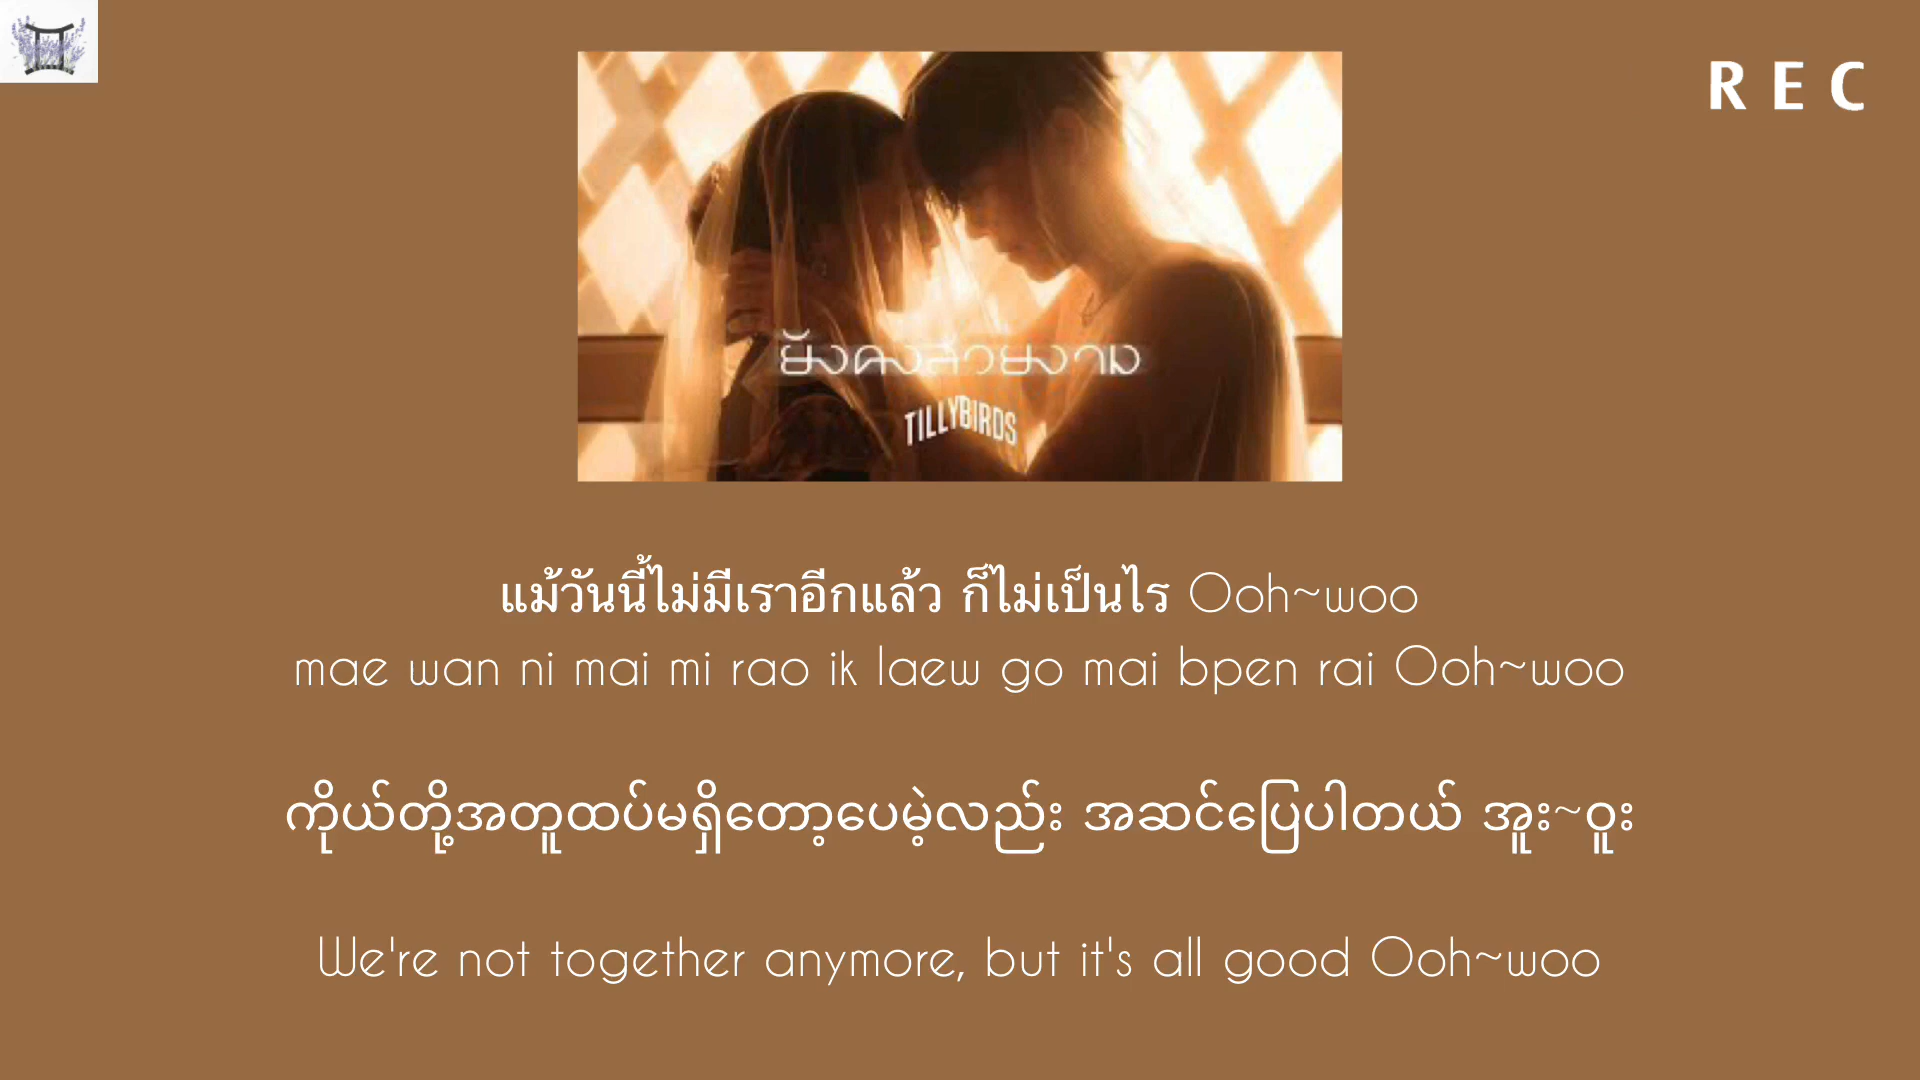 REC
ยังคงสวยงาม
TILLYBIRDS
แม้วันนี้ไม่มีเราอีกแล้ว ก็ไม่เป็นไร Ooh~woo
mae wan ni mai mi rao ik laew go mai bpen rai Ooh~woo
ကိုယ်တို့အတူထပ်မရှိတော့ပေမဲ့လည်း အဆင်ပြေပါတယ် အူး~ဝူး
We're not together anymore, but it's all good Ooh~woo